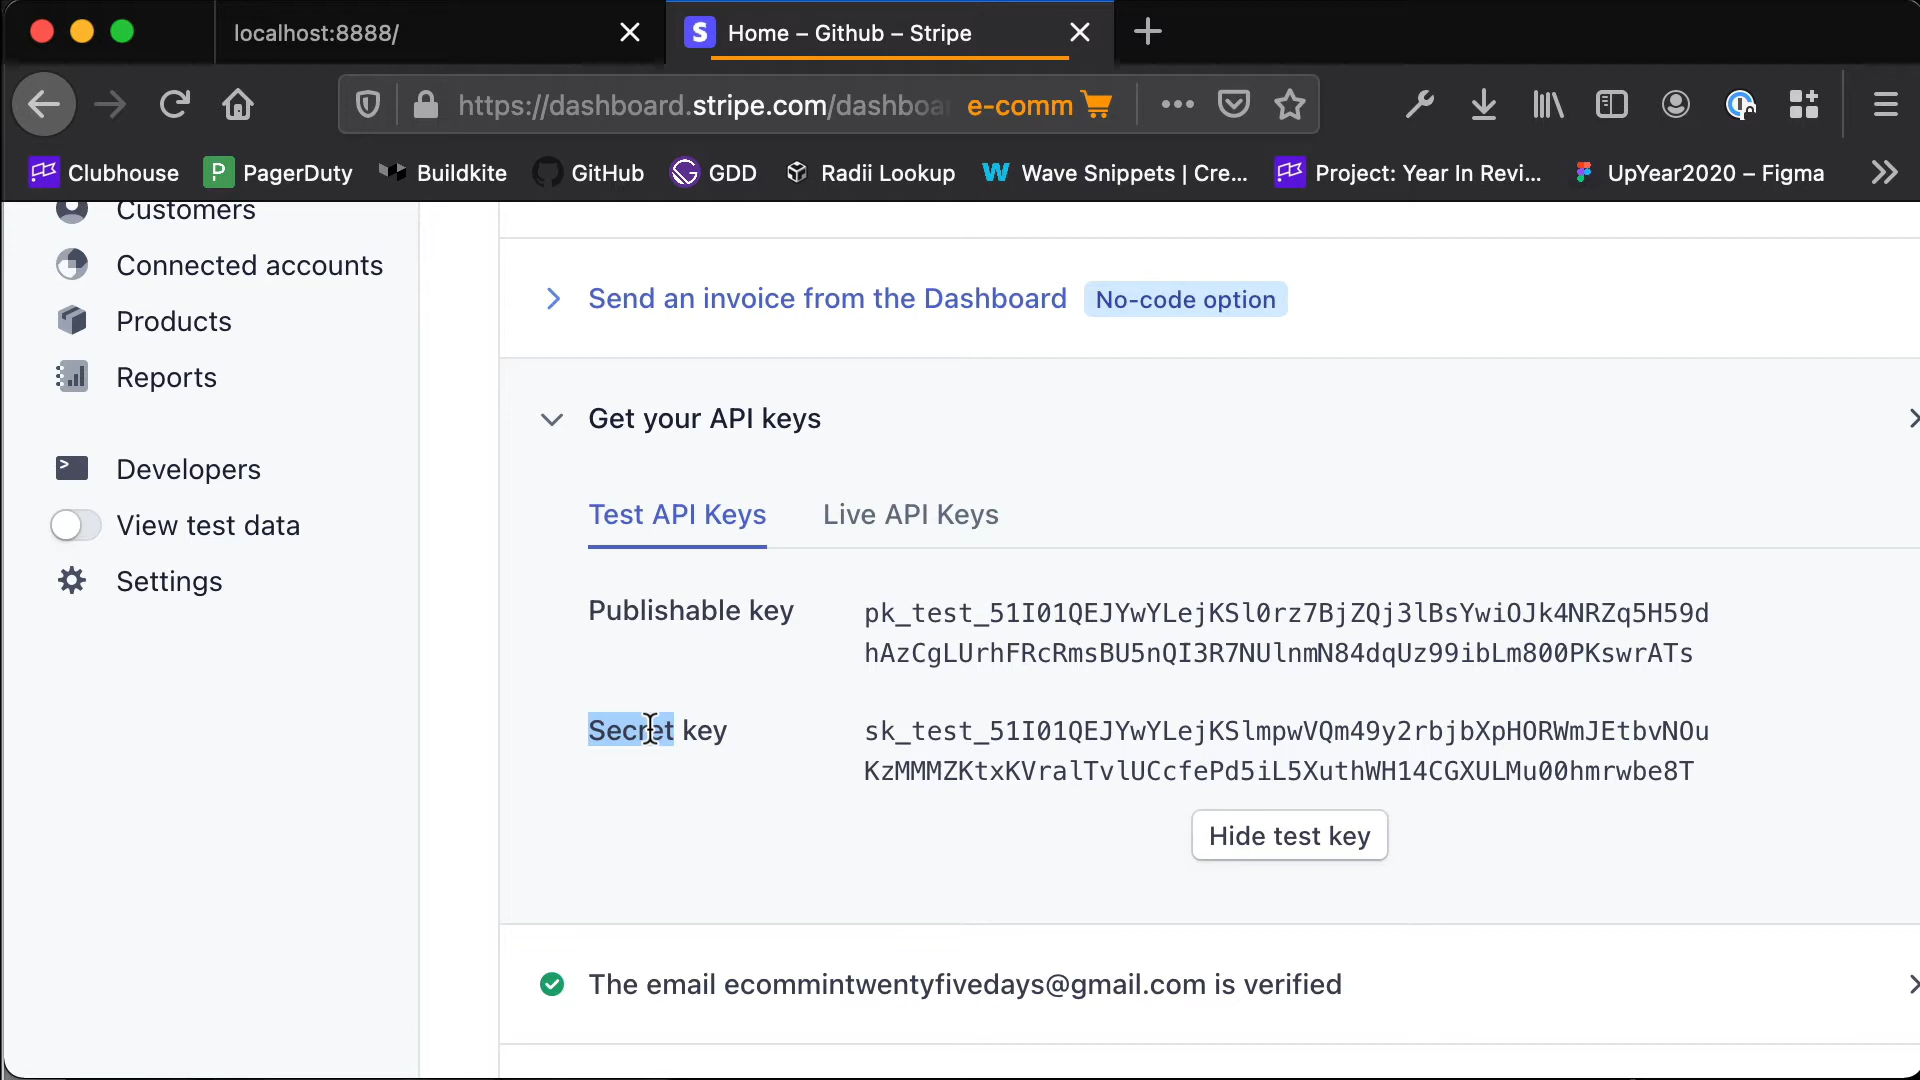 localhost:8888/
S Home – Github – Stripe
https://dashboard.stripe.com/dashboa e-comm
Clubhouse
P PagerDuty
Buildkite
GitHub
GDD
Radii Lookup
W Wave Snippets | Cre...
Project: Year In Revi...
UpYear2020 – Figma
Customers
Connected accounts
Products
Reports
Developers
View test data
Settings
Send an invoice from the Dashboard No-code option
Get your API keys
Test API Keys Live API Keys
Publishable key pk_test_51I01QEJYwYLejKSl0rz7BjZQj3lBsYwiOJk4NRZq5H59d
hAzCgLUrhFRcRmsBU5nQI3R7NUlnmN84dqUz99ibLm800PKswrATs
Secret key sk_test_51I01QEJYwYLejKSlmpwVQm49y2rbjbXpHORWmJEtbvNOu
KzMMMZKtxKVralTvlUCcfePd5iL5XuthWH14CGXULMu00hmrwbe8T
Hide test key
The email ecommintwentyfivedays@gmail.com is verified